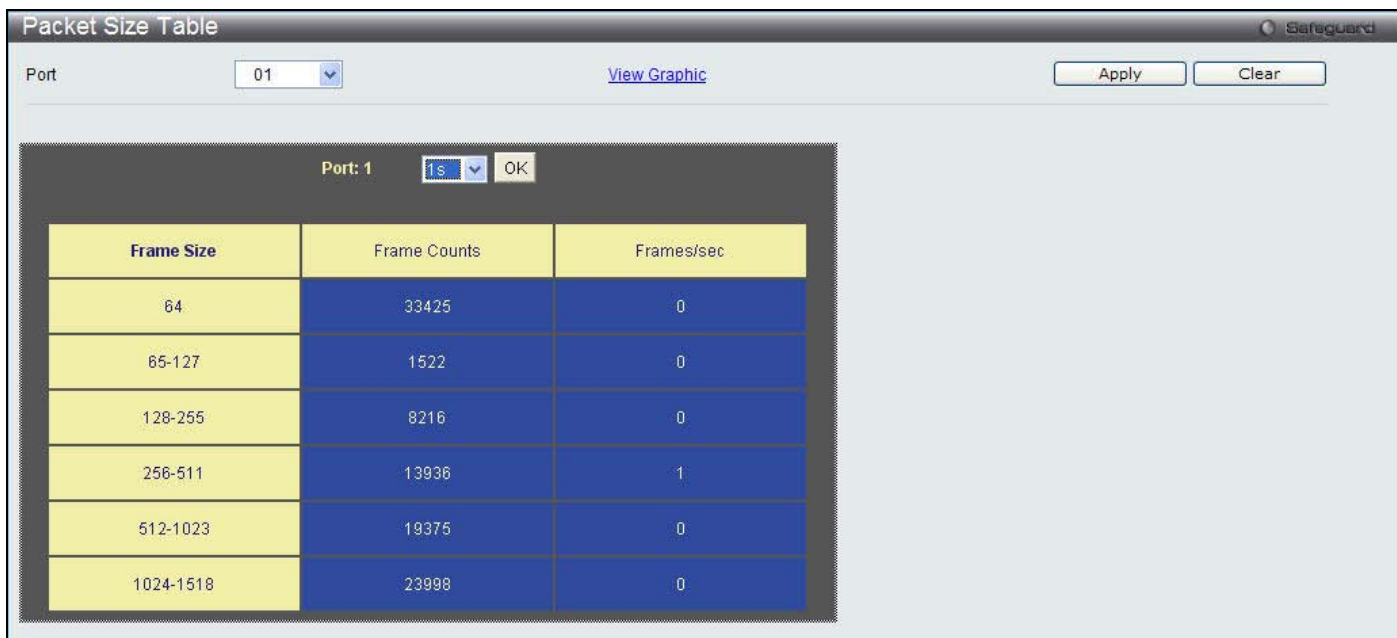 Packet Size Table Safeguard
Port 01 View Graphic Apply Clear
Port: 1 1s OK
Frame Size Frame Counts Frames/sec
64 33425 0
65-127 1522 0
128-255 8216 0
256-511 13936 1
512-1023 19375 0
1024-1518 23998 0